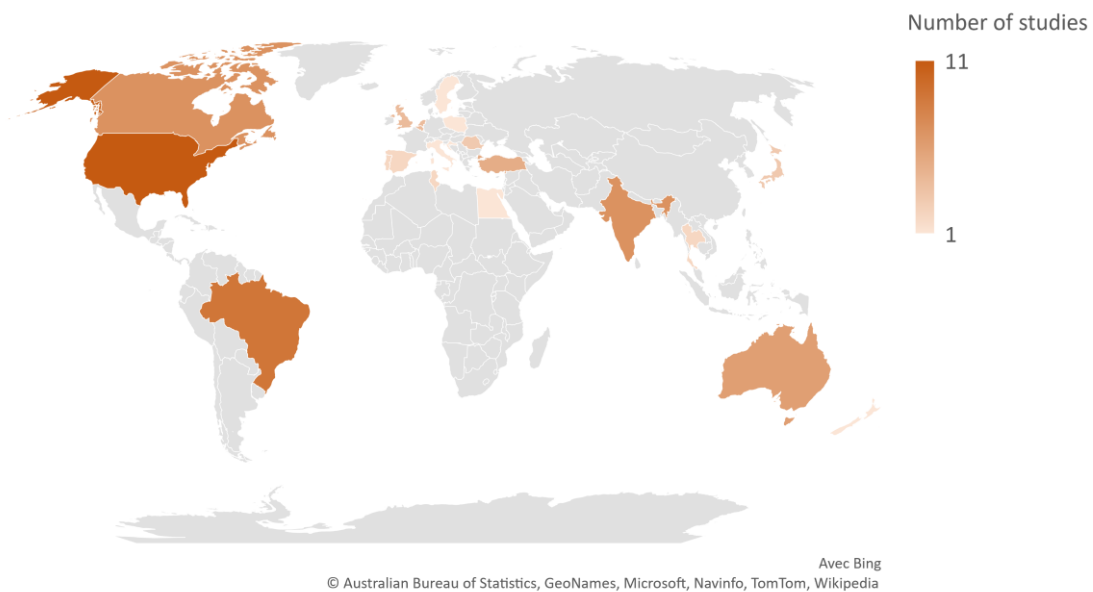 Number of studies
11
1
Avec Bing
© Australian Bureau of Statistics, GeoNames, Microsoft, Navinfo, TomTom, Wikipedia